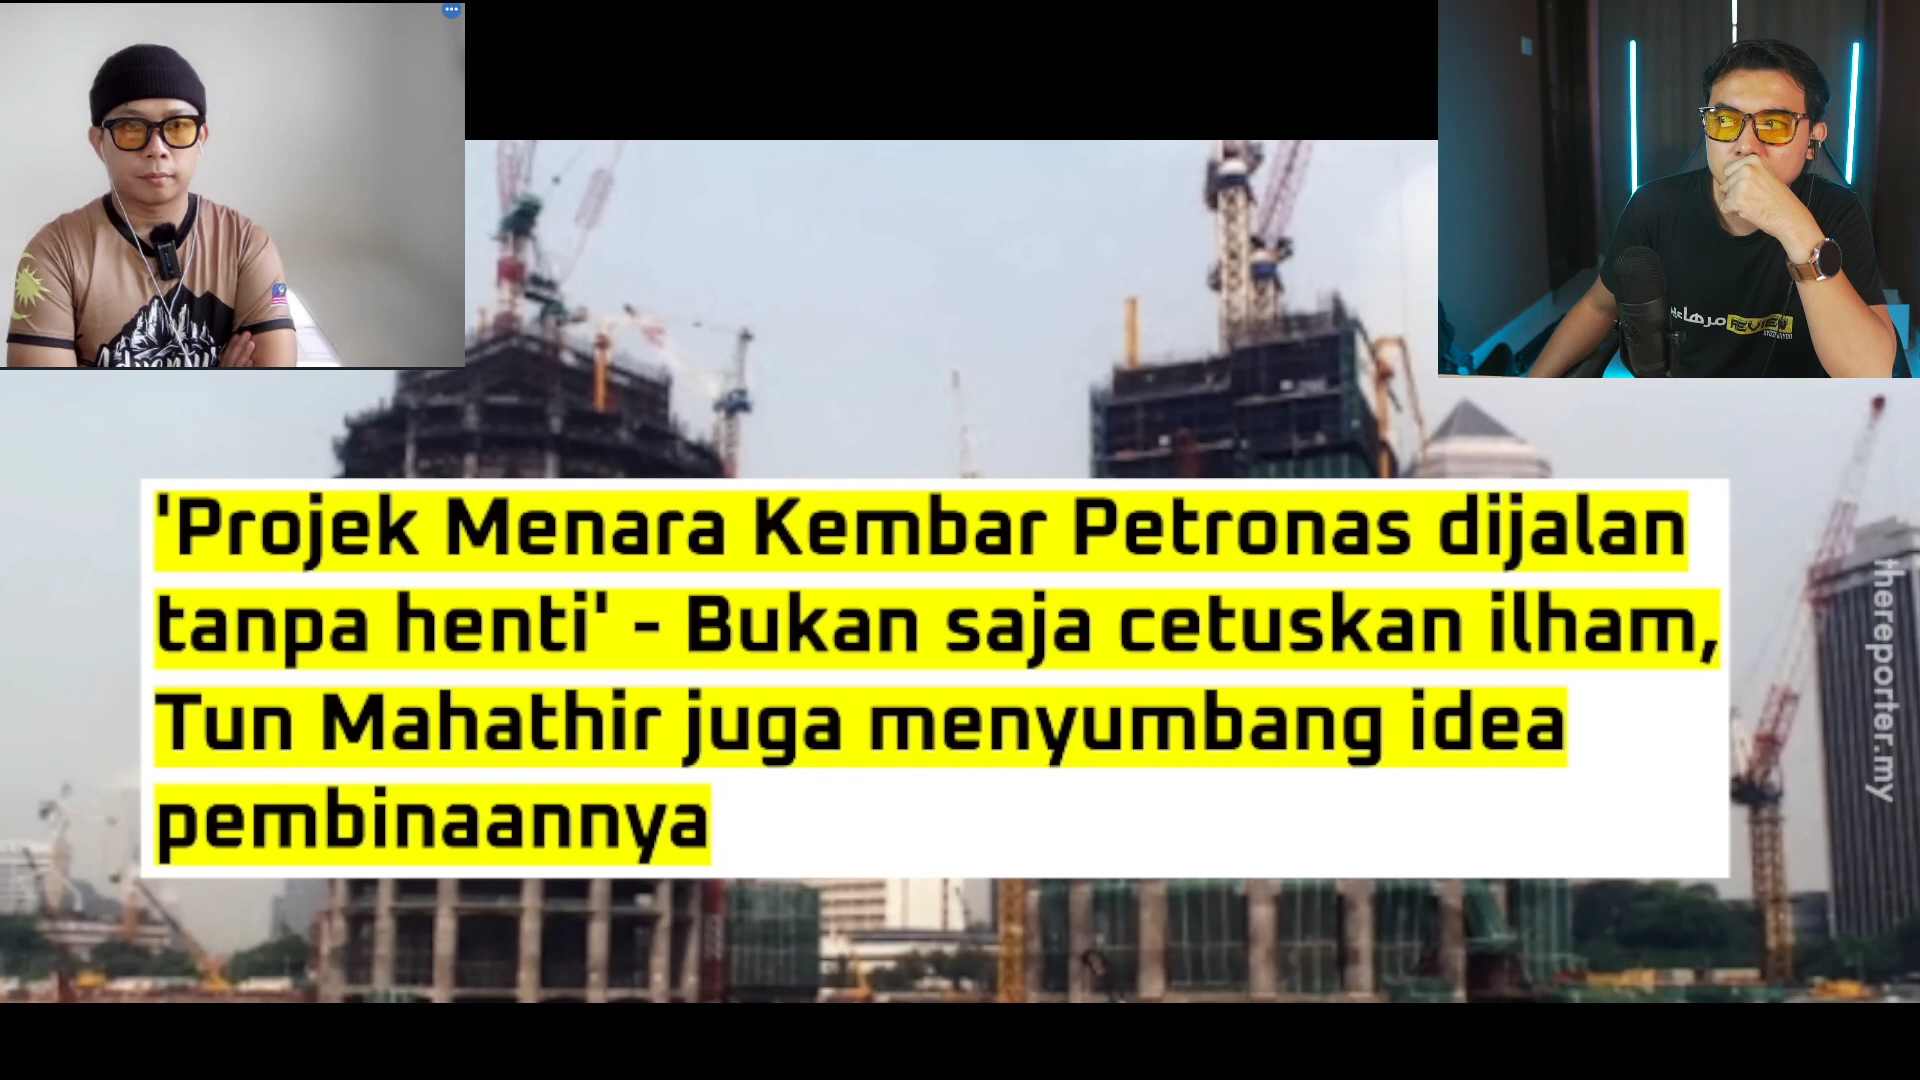 'Projek Menara Kembar Petronas dijalan
tanpa henti' - Bukan saja cetuskan ilham,
Tun Mahathir juga menyumbang idea
pembinaannya
thereporter.my
REVIEW